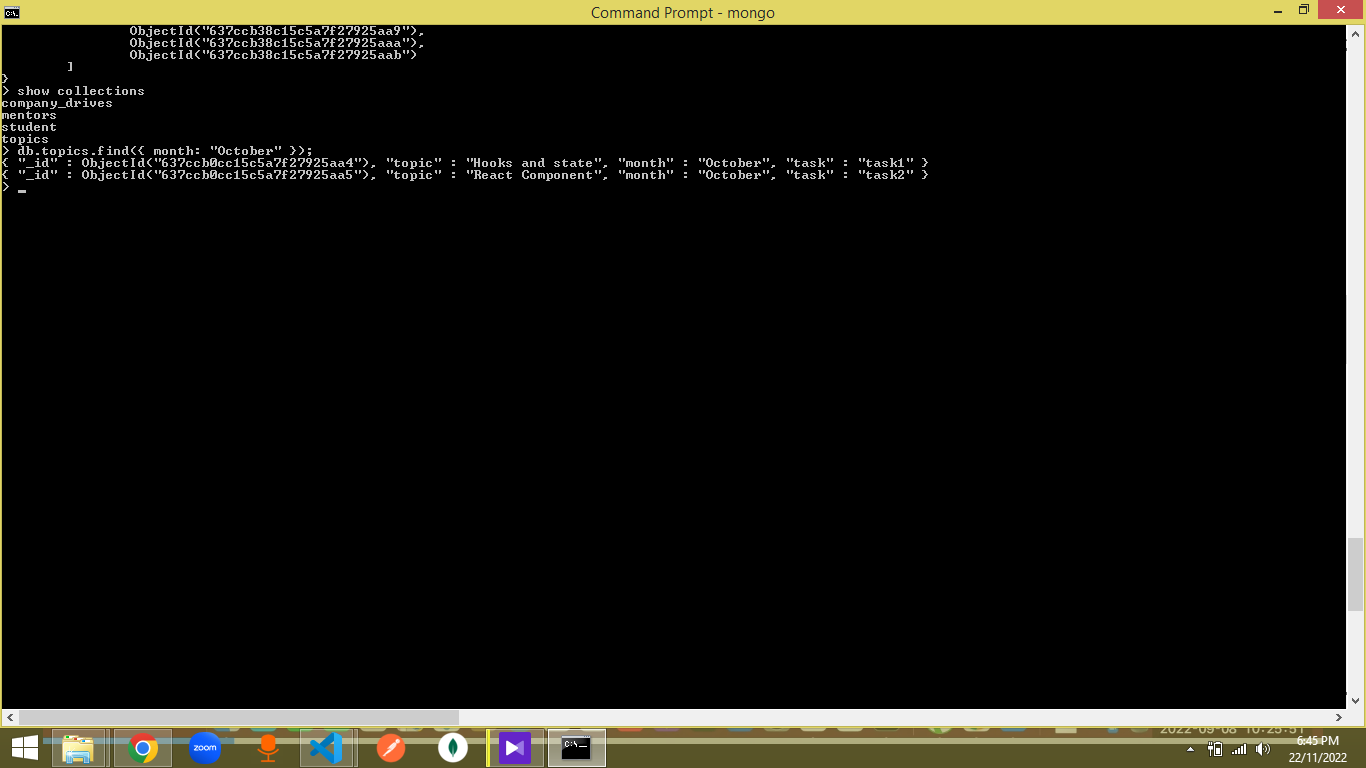 Command Prompt - mongo
ObjectId("637ccb38c15c5a7f27925aa9"),
ObjectId("637ccb38c15c5a7f27925aaa"),
ObjectId("637ccb38c15c5a7f27925aab")
]
}
> show collections
company_drives
mentors
student
topics
> db.topics.find({ month: "October" });
{ "_id" : ObjectId("637ccb0cc15c5a7f27925aa4"), "topic" : "Hooks and state", "month" : "October", "task" : "task1" }
{ "_id" : ObjectId("637ccb0cc15c5a7f27925aa5"), "topic" : "React Component", "month" : "October", "task" : "task2" }
> _
zoom
C:\_
2022-09-08 10:25:51
6:45 PM
22/11/2022